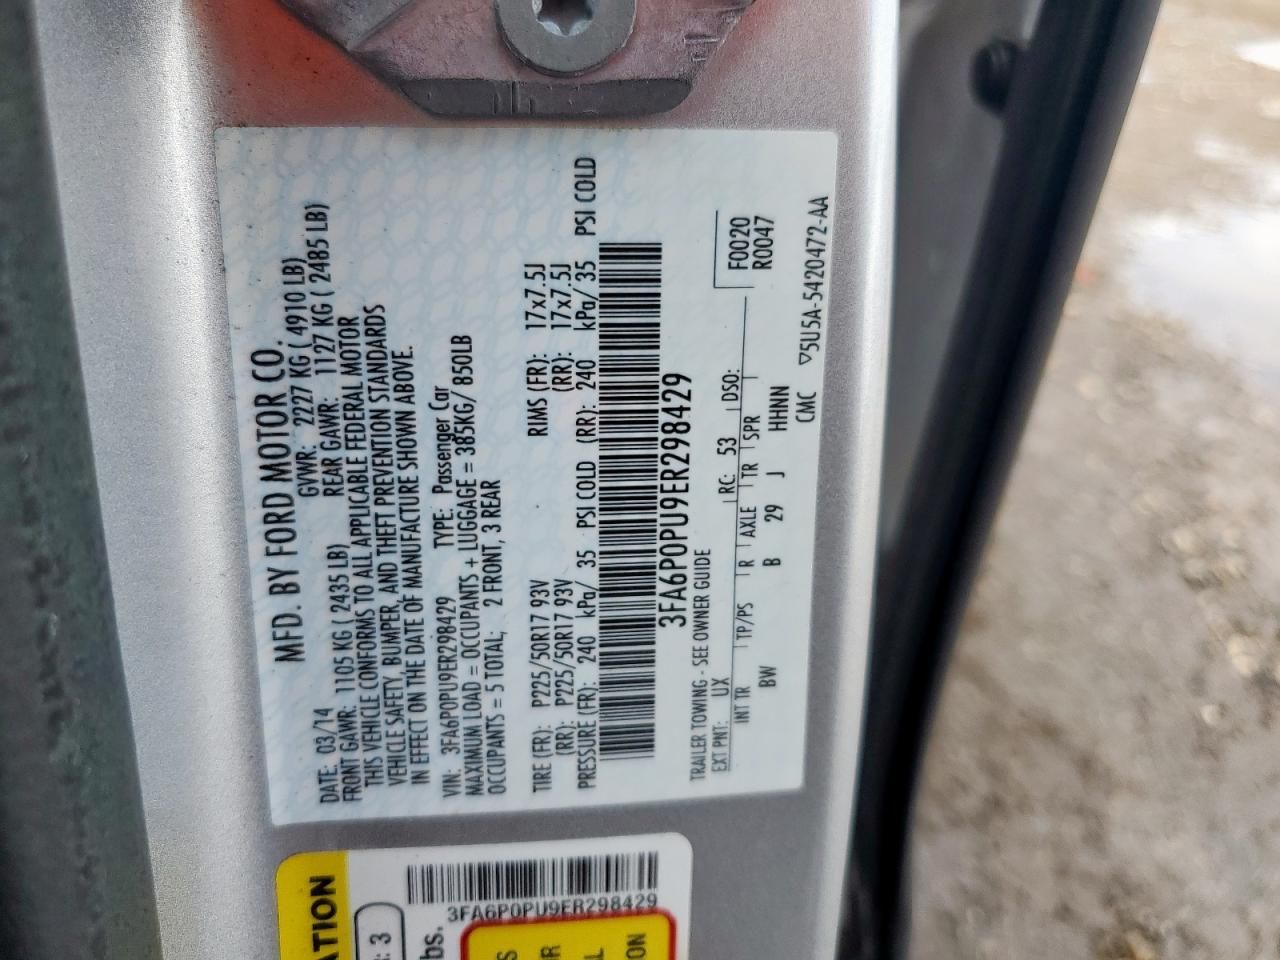 MFD. BY FORD MOTOR CO.
DATE: 03/14 GVWR: 2227 KG ( 4910 LB)
FRONT GAWR: 1105 KG ( 2435 LB) REAR GAWR: 1127 KG ( 2485 LB)
THIS VEHICLE CONFORMS TO ALL APPLICABLE FEDERAL MOTOR
VEHICLE SAFETY, BUMPER, AND THEFT PREVENTION STANDARDS
IN EFFECT ON THE DATE OF MANUFACTURE SHOWN ABOVE.
VIN: 3FA6P0PU9ER298429 TYPE: Passenger Car
MAXIMUM LOAD = OCCUPANTS + LUGGAGE = 385KG/ 850LB
OCCUPANTS = 5 TOTAL; 2 FRONT, 3 REAR
TIRE (FR): P225/50R17 93V RIMS (FR): 17x7.5J
(RR): P225/50R17 93V (RR): 17x7.5J
PRESSURE (FR): 240 kPa/ 35 PSI COLD (RR): 240 kPa/ 35 PSI COLD
3FA6P0PU9ER298429
TRAILER TOWING - SEE OWNER GUIDE
EXT PNT: UX RC: 53 DSO:
F0020
R0047
INT TR TP/PS R AXLE TR SPR
BW B 29 J HHNN
CMC ▽5U5A-5420472-AA
ATION
: 3
bs.
3FA6P0PU9ER298429
S
OR
L
ON